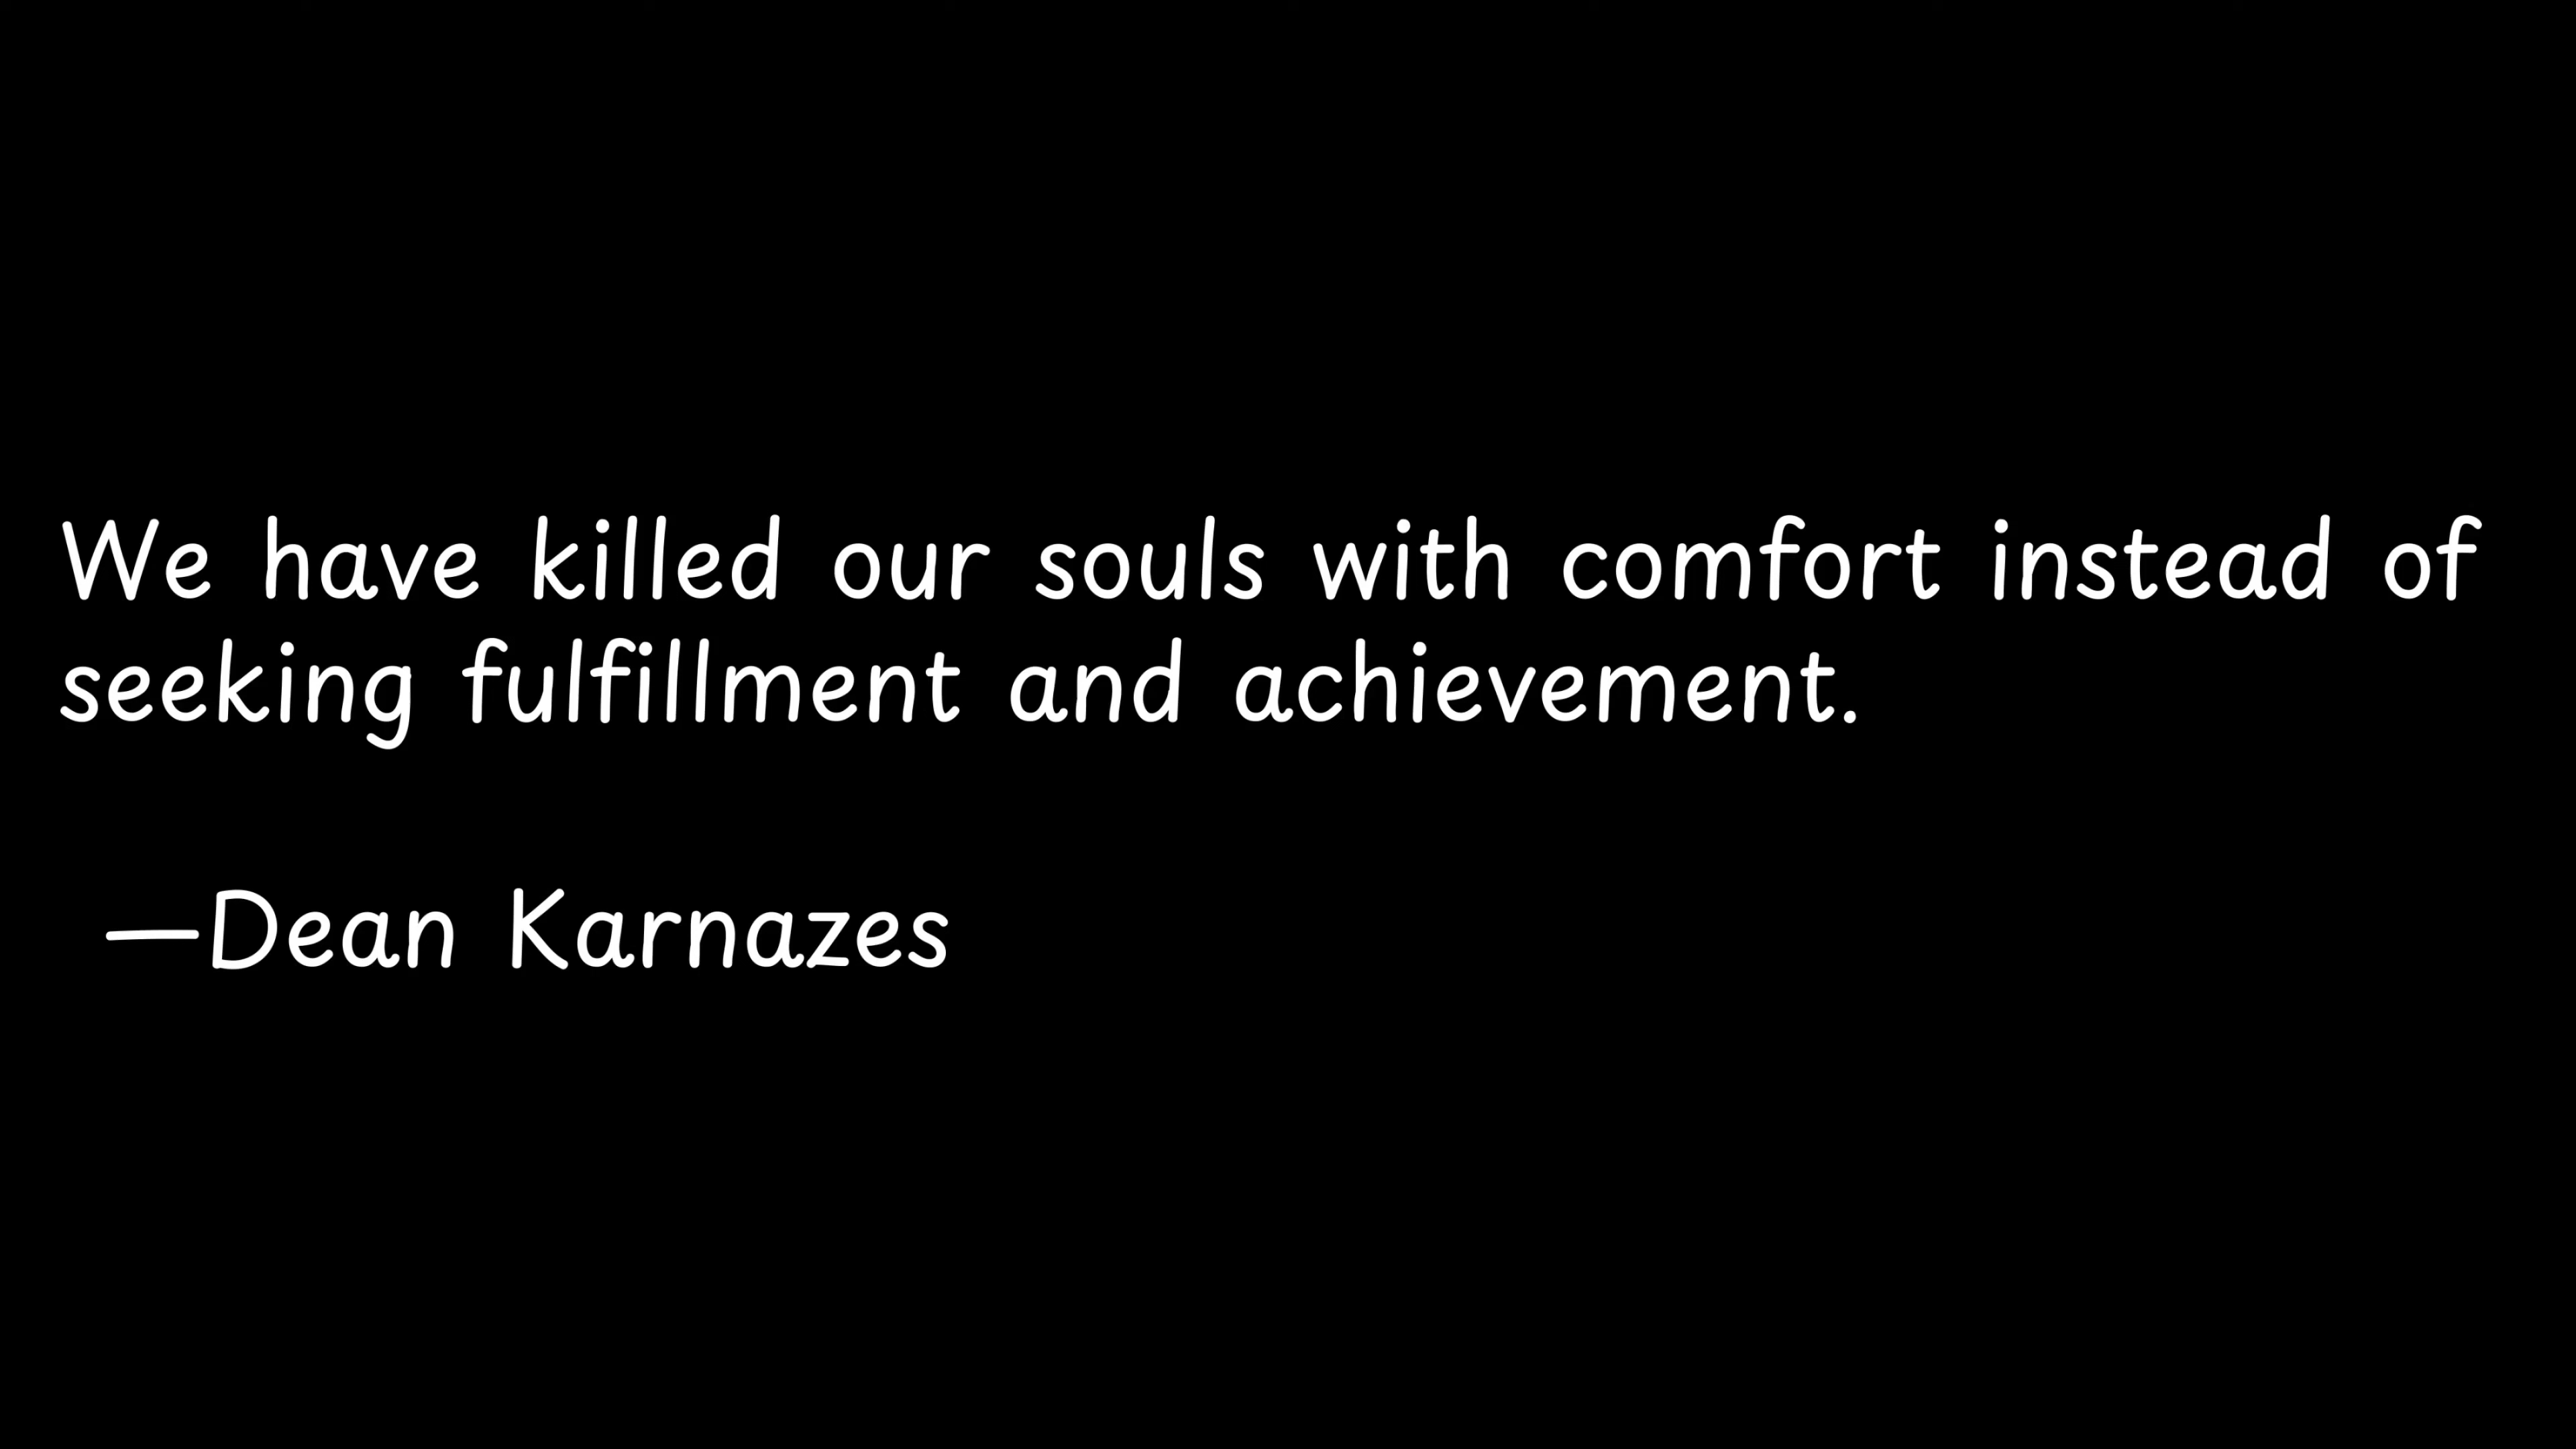 We have killed our souls with comfort instead of
seeking fulfillment and achievement.
—Dean Karnazes